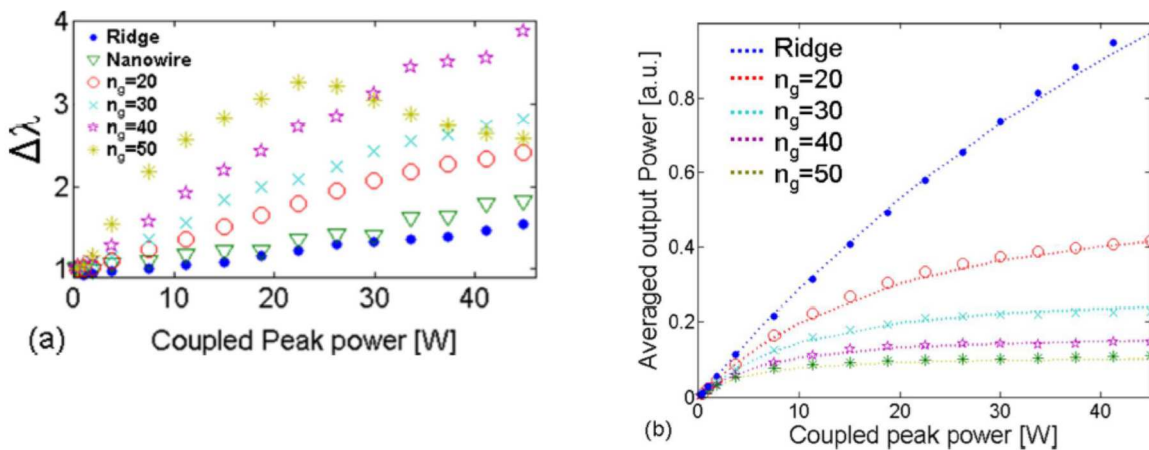 4
3
2
1
Δλ
Ridge
Nanowire
n_g=20
n_g=30
n_g=40
n_g=50
0 10 20 30 40
Coupled Peak power [W]
(a)
0.8
0.6
0.4
0.2
0
Averaged output Power [a.u.]
Ridge
n_g=20
n_g=30
n_g=40
n_g=50
10 20 30 40
Coupled peak power [W]
(b)